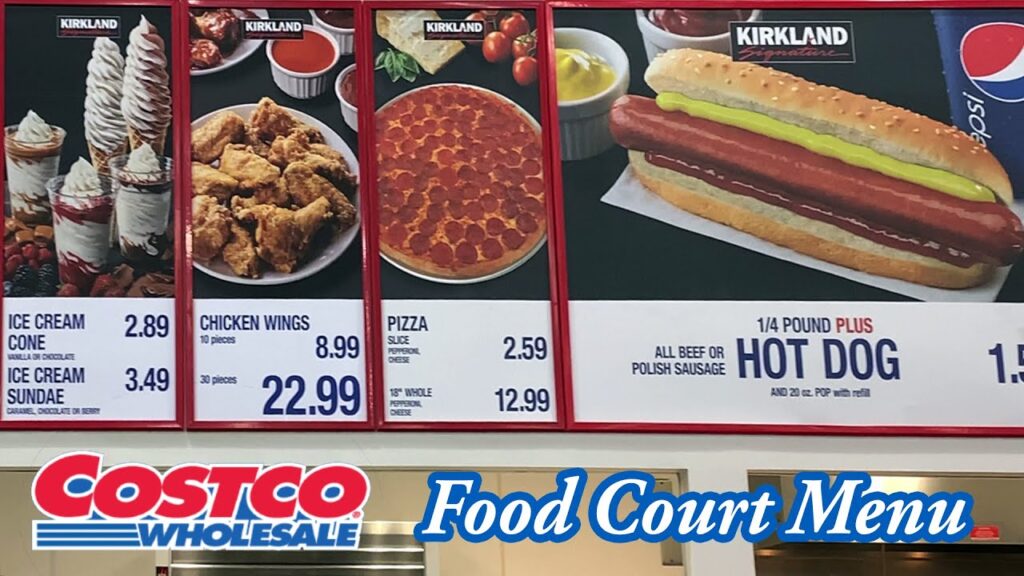 KIRKLAND
KIRKLAND
KIRKLAND
KIRKLAND
Signature
pepsi
ICE CREAM
CONE
2.89
VANILLA OR CHOCOLATE
ICE CREAM
SUNDAE
3.49
CARAMEL, CHOCOLATE OR BERRY
CHICKEN WINGS
10 pieces
8.99
30 pieces
22.99
PIZZA
SLICE
PEPPERONI,
CHEESE
2.59
18" WHOLE
PEPPERONI,
CHEESE
12.99
1/4 POUND PLUS
ALL BEEF OR
POLISH SAUSAGE
HOT DOG
1.5
AND 20 oz. POP with refill
COSTCO
WHOLESALE
Food Court Menu